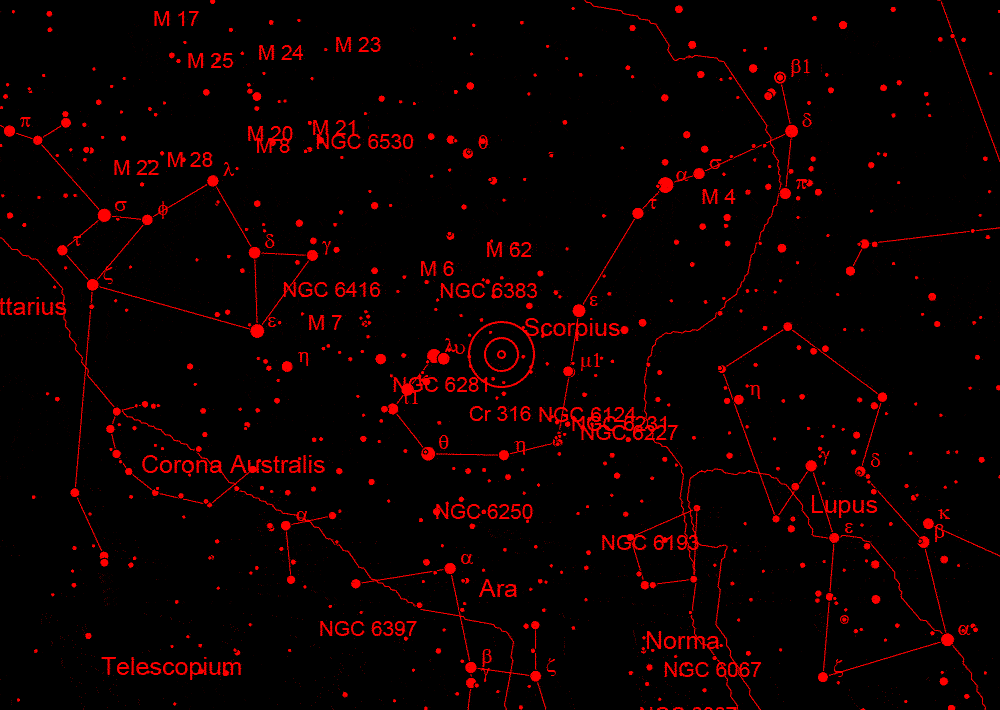 M 17
M 23
M 24
M 25
β1
π
δ
M 21
M 20
NGC 6530
θ
M 8
M 28
M 22
λ
σ
α
π
M 4
σ
φ
τ
τ
δ
γ
M 62
ζ
M 6
NGC 6416
NGC 6383
ε
ttarius
ε
M 7
Scorpius
λυ
η
μ1
NGC 6281
η
ι1
Cr 316
NGC 6124
NGC 6231
NGC 6227
θ
η
γ
δ
Corona Australis
Lupus
α
NGC 6250
κ
ε
β
NGC 6193
α
Ara
NGC 6397
α
Norma
β
ζ
Telescopium
γ
NGC 6067
ζ